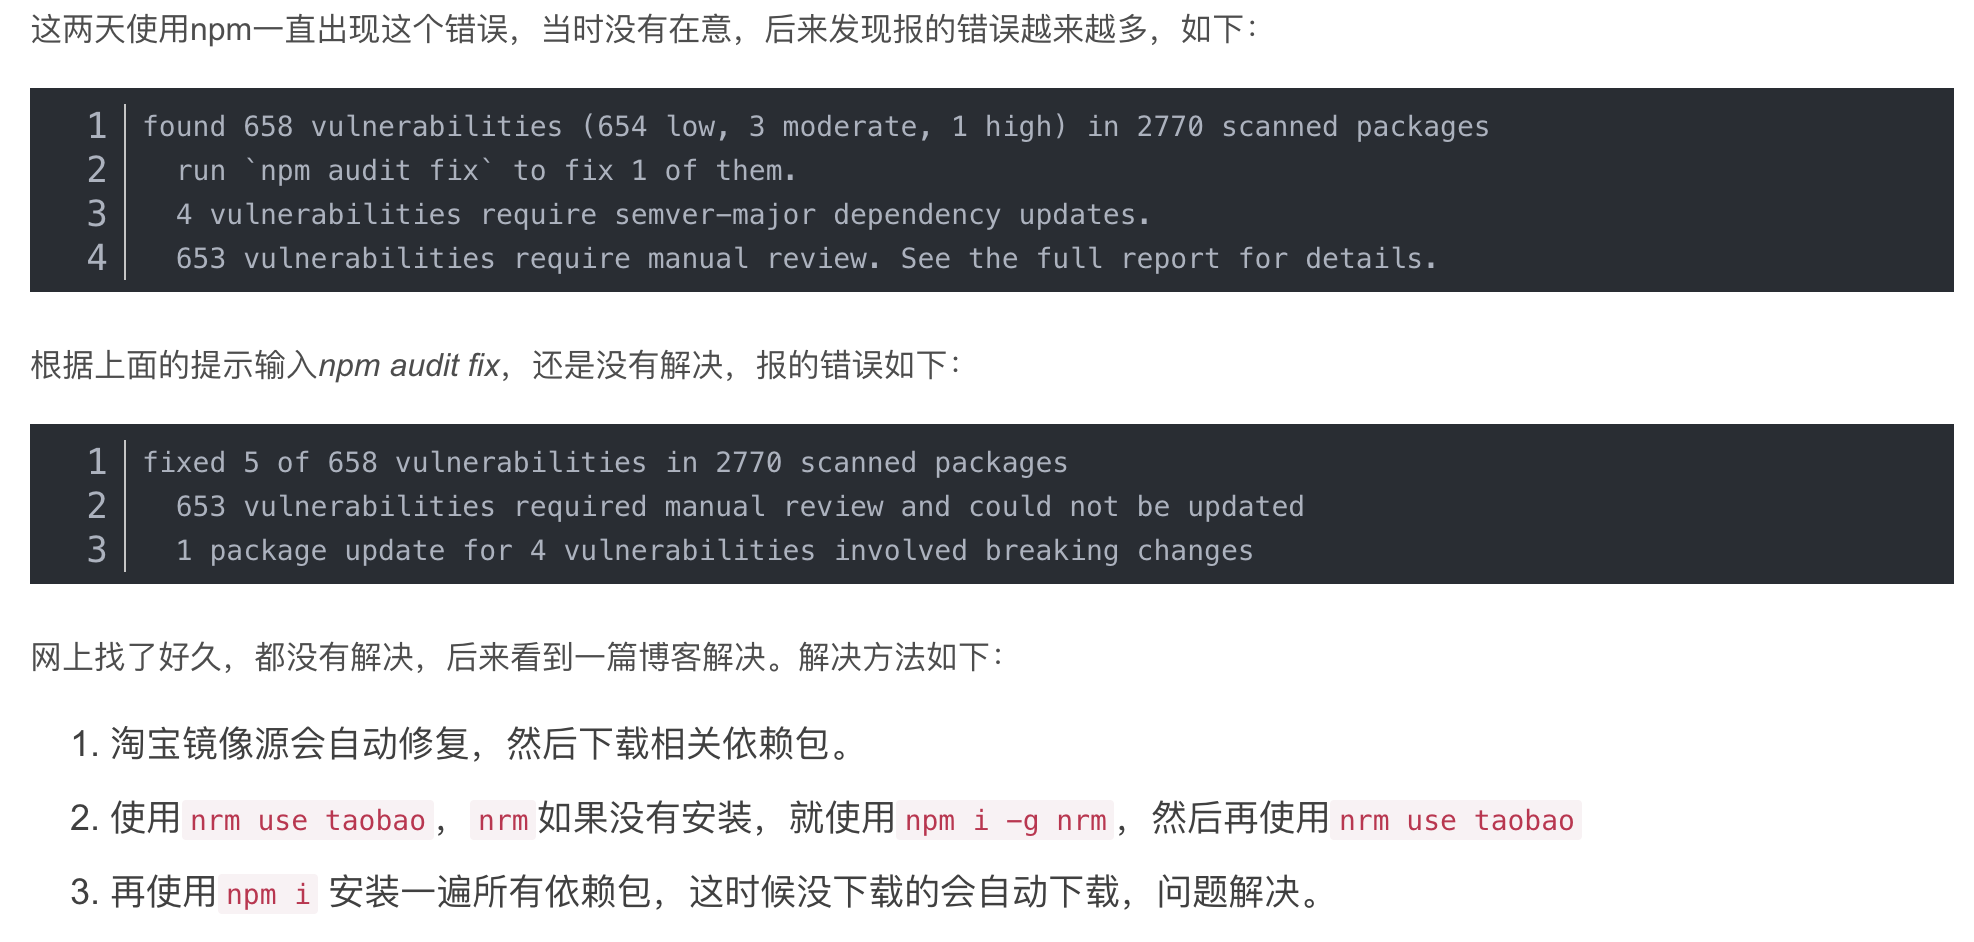 这两天使用npm一直出现这个错误，当时没有在意，后来发现报的错误越来越多，如下：
1 found 658 vulnerabilities (654 low, 3 moderate, 1 high) in 2770 scanned packages
2   run `npm audit fix` to fix 1 of them.
3   4 vulnerabilities require semver-major dependency updates.
4   653 vulnerabilities require manual review. See the full report for details.
根据上面的提示输入npm audit fix，还是没有解决，报的错误如下：
1 fixed 5 of 658 vulnerabilities in 2770 scanned packages
2   653 vulnerabilities required manual review and could not be updated
3   1 package update for 4 vulnerabilities involved breaking changes
网上找了好久，都没有解决，后来看到一篇博客解决。解决方法如下：
1. 淘宝镜像源会自动修复，然后下载相关依赖包。
2. 使用nrm use taobao，nrm如果没有安装，就使用npm i -g nrm，然后再使用nrm use taobao
3. 再使用npm i 安装一遍所有依赖包，这时候没下载的会自动下载，问题解决。